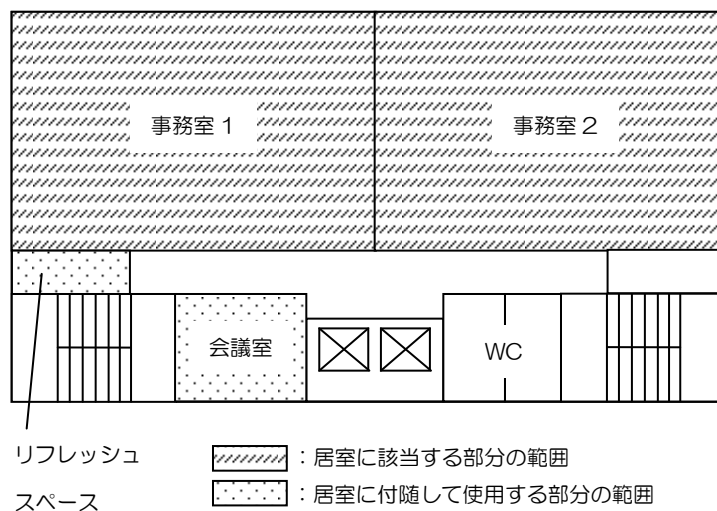 事務室１
事務室２
会議室
WC
リフレッシュ
スペース
：居室に該当する部分の範囲
：居室に付随して使用する部分の範囲